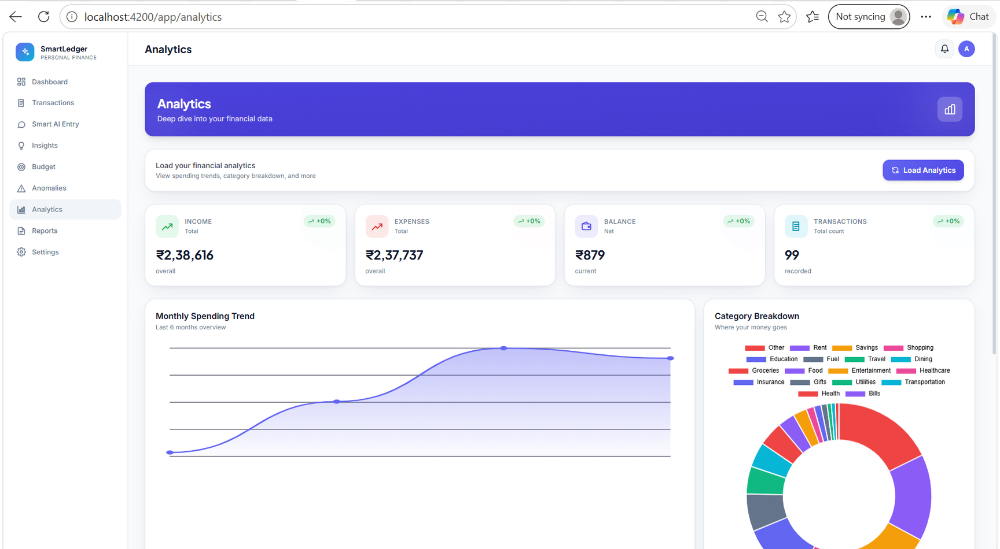 localhost:4200/app/analytics
Not syncing
Chat
SmartLedger
PERSONAL FINANCE
Dashboard
Transactions
Smart AI Entry
Insights
Budget
Anomalies
Analytics
Reports
Settings
Analytics
A
Analytics
Deep dive into your financial data
Load your financial analytics
View spending trends, category breakdown, and more
Load Analytics
INCOME
Total
+0%
₹2,38,616
overall
EXPENSES
Total
+0%
₹2,37,737
overall
BALANCE
Net
+0%
₹879
current
TRANSACTIONS
Total count
+0%
99
recorded
Monthly Spending Trend
Last 6 months overview
Category Breakdown
Where your money goes
Other Rent Savings Shopping
Education Fuel Travel Dining
Groceries Food Entertainment Healthcare
Insurance Gifts Utilities Transportation
Health Bills